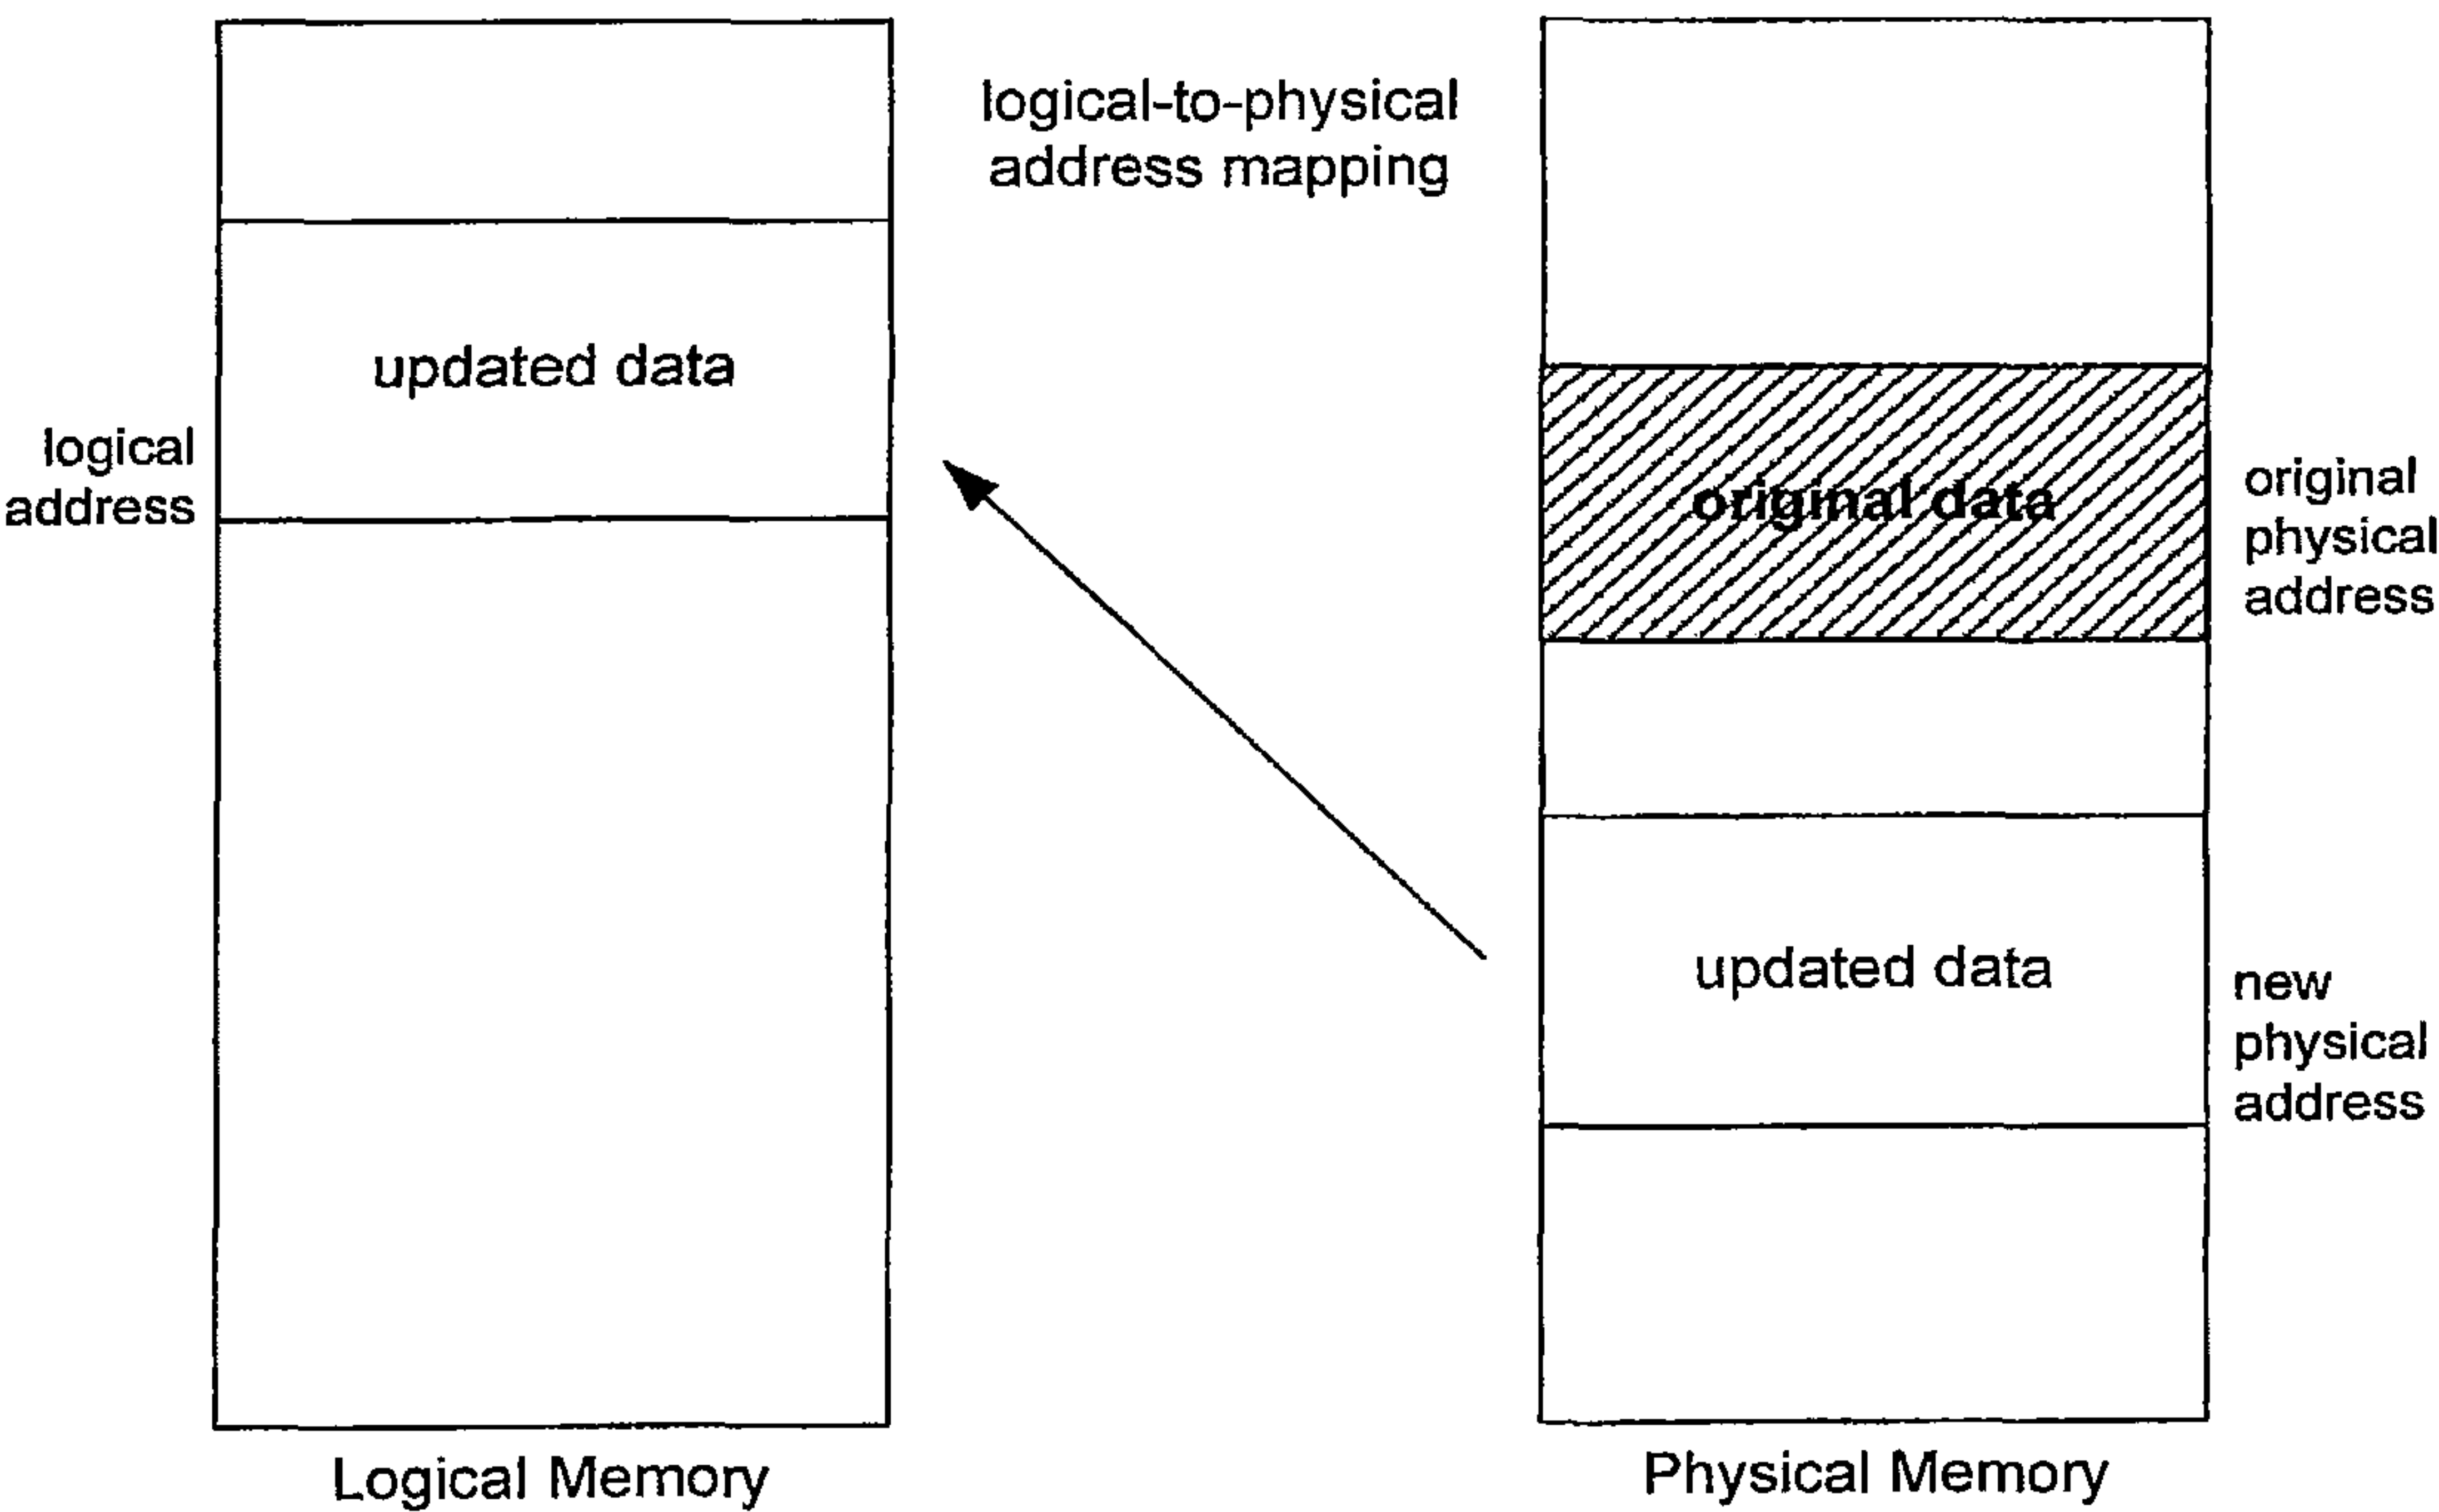 logical-to-physical
address mapping
updated data
logical
address
original data
original
physical
address
updated data
new
physical
address
Logical Memory
Physical Memory